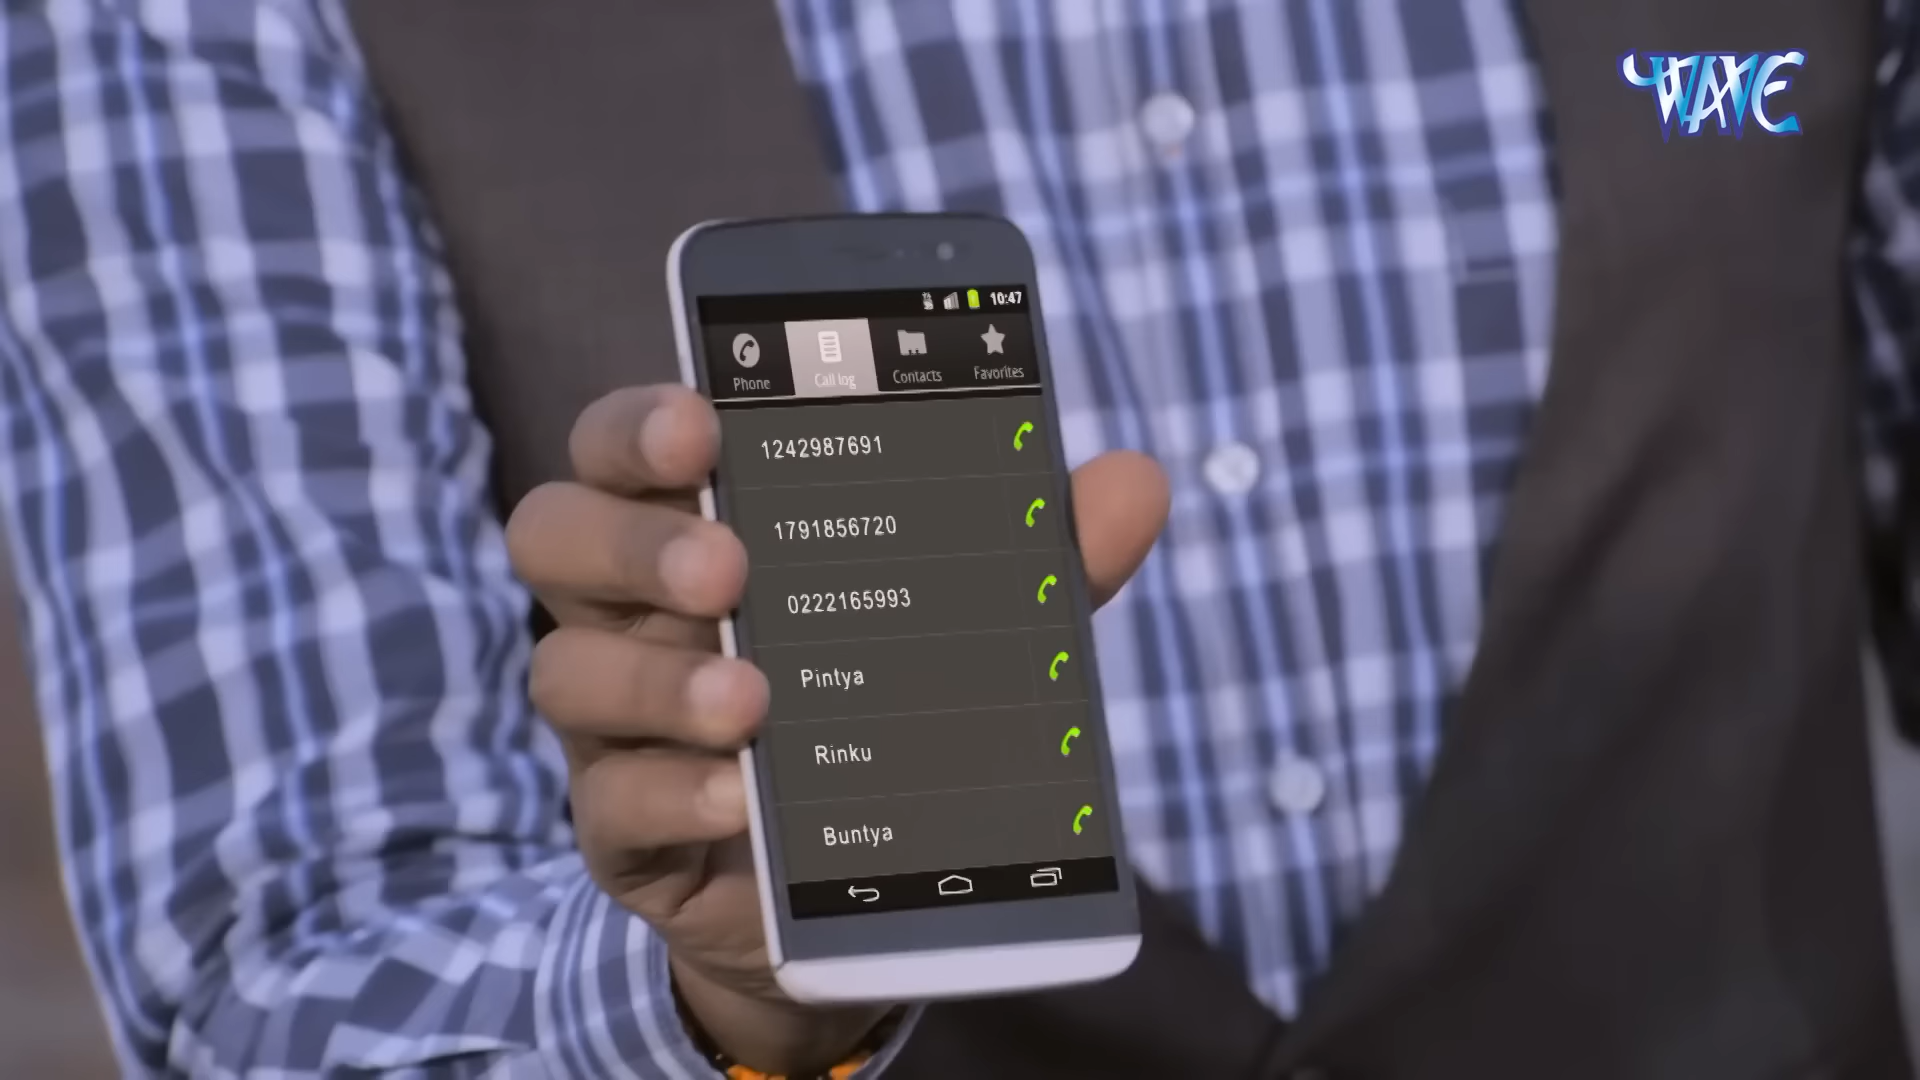 WAVE
10:47
Phone Call log Contacts Favorites
1242987691
1791856720
0222165993
Pintya
Rinku
Buntya